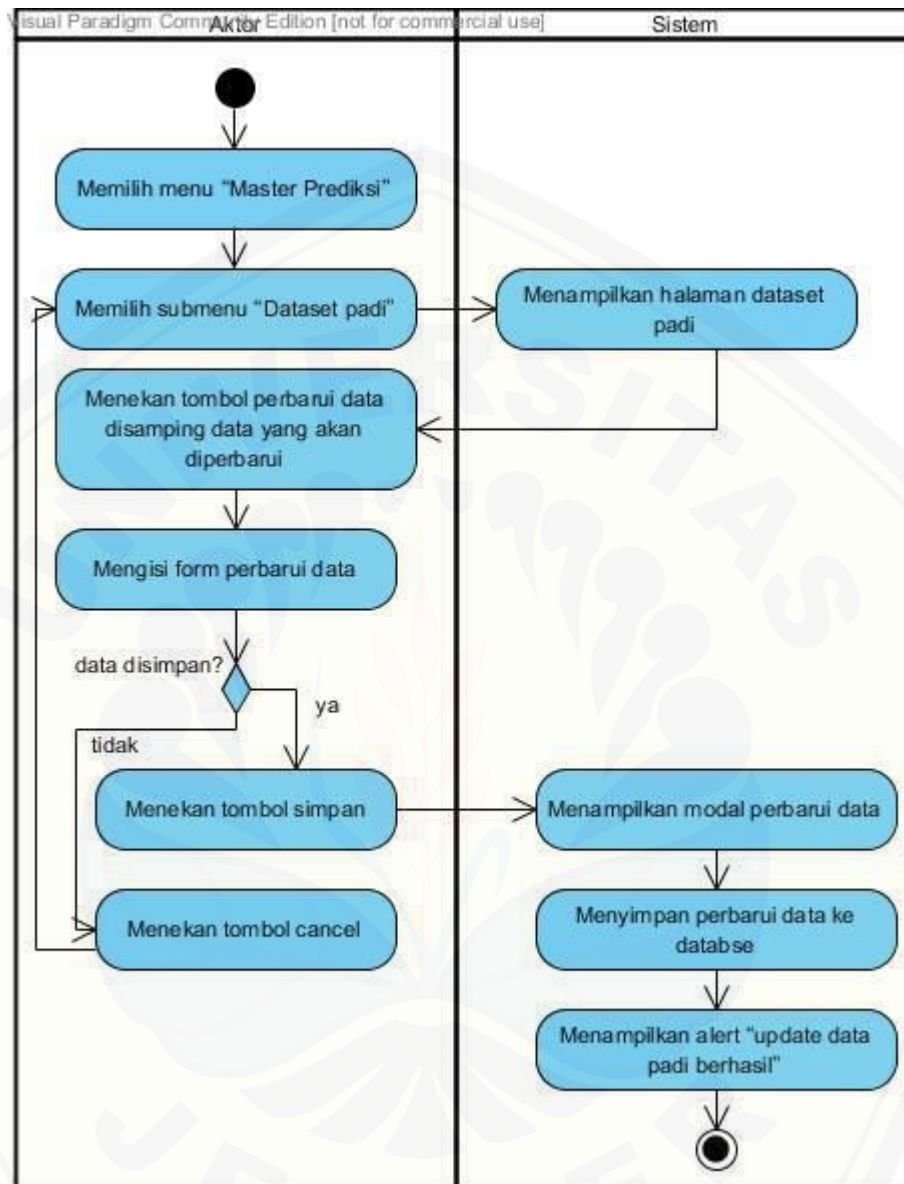 Visual Paradigm Community Edition [not for commercial use]
Aktor
Sistem
Memilih menu “Master Prediksi”
Memilih submenu “Dataset padi”
Menampilkan halaman dataset
padi
Menekan tombol perbarui data
disamping data yang akan
diperbarui
Mengisi form perbarui data
data disimpan?
ya
tidak
Menekan tombol simpan
Menampilkan modal perbarui data
Menekan tombol cancel
Menyimpan perbarui data ke
databse
Menampilkan alert “update data
padi berhasil”
UNIVERSITAS